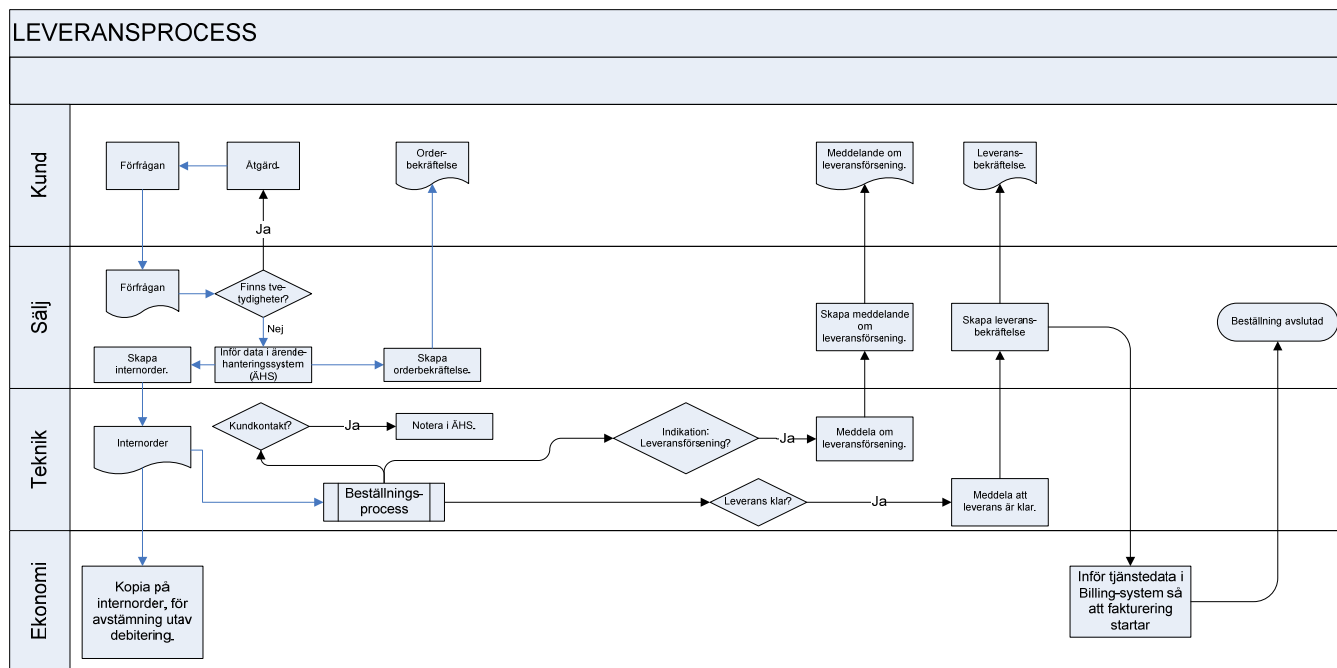 LEVERANSPROCESS
Kund
Förfrågan
Åtgärd.
Order-
bekräftelse
Meddelande om
leveransförsening.
Leverans-
bekräftelse.
Ja
Sälj
Förfrågan
Finns tve-
tydigheter?
Nej
Skapa
internorder.
Inför data i ärende-
hanteringssystem
(ÄHS)
Skapa
orderbekräftelse.
Skapa meddelande
om
leveransförsening.
Skapa leverans-
bekräftelse
Beställning avslutad
Teknik
Internorder
Kundkontakt?
Ja
Notera i ÄHS.
Beställnings-
process
Indikation:
Leveransförsening?
Ja
Meddela om
leveransförsening.
Leverans klar?
Ja
Meddela att
leverans är klar.
Ekonomi
Kopia på
internorder, för
avstämning utav
debitering.
Inför tjänstedata i
Billing-system så
att fakturering
startar